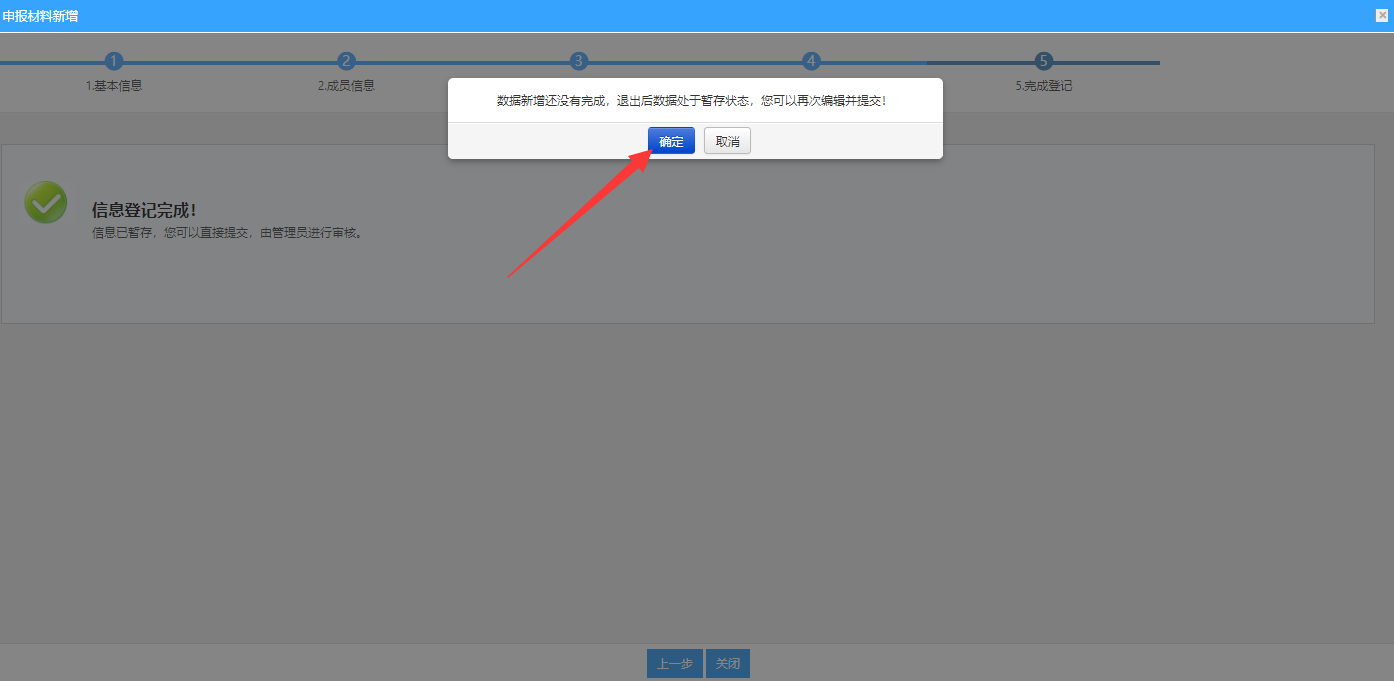 申报材料新增
1 2 3 4 5
1.基本信息 2.成员信息 5.完成登记
数据新增还没有完成，退出后数据处于暂存状态，您可以再次编辑并提交！
确定 取消
信息登记完成！
信息已暂存，您可以直接提交，由管理员进行审核。
上一步 关闭